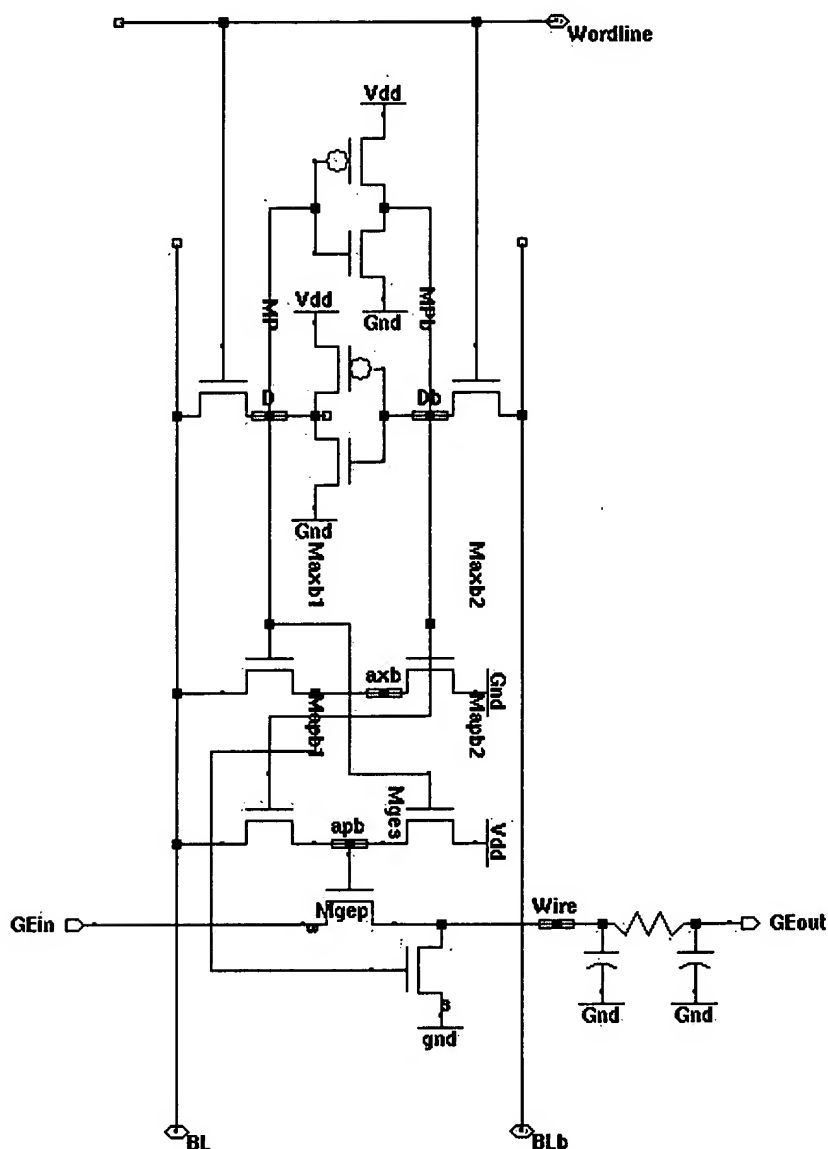 Wordline
Vdd
MP
MPb
Vdd
Gnd
D
Db
Gnd
Maxb1
Maxb2
axb
Gnd
Mapb1
Mapb2
Mges
apb
Vdd
Mgep
GEin
s
Wire
GEout
s
Gnd
Gnd
gnd
BL
BLb